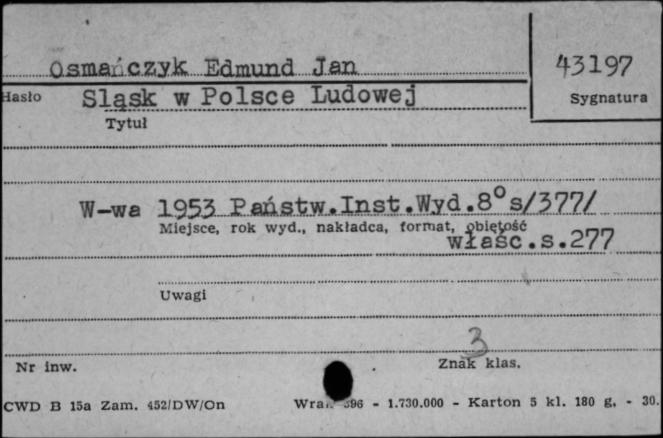 Osmańczyk Edmund Jan
43197
Hasło Śląsk w Polsce Ludowej
Sygnatura
Tytuł
W-wa 1953 Państw.Inst.Wyd.8°s/377/
Miejsce, rok wyd., nakładca, format, objętość
właśc.s.277
Uwagi
3
Nr inw.
Znak klas.
CWD B 15a Zam. 452/DW/On
396 - 1.730.000 - Karton 5 kl. 180 g. - 30.